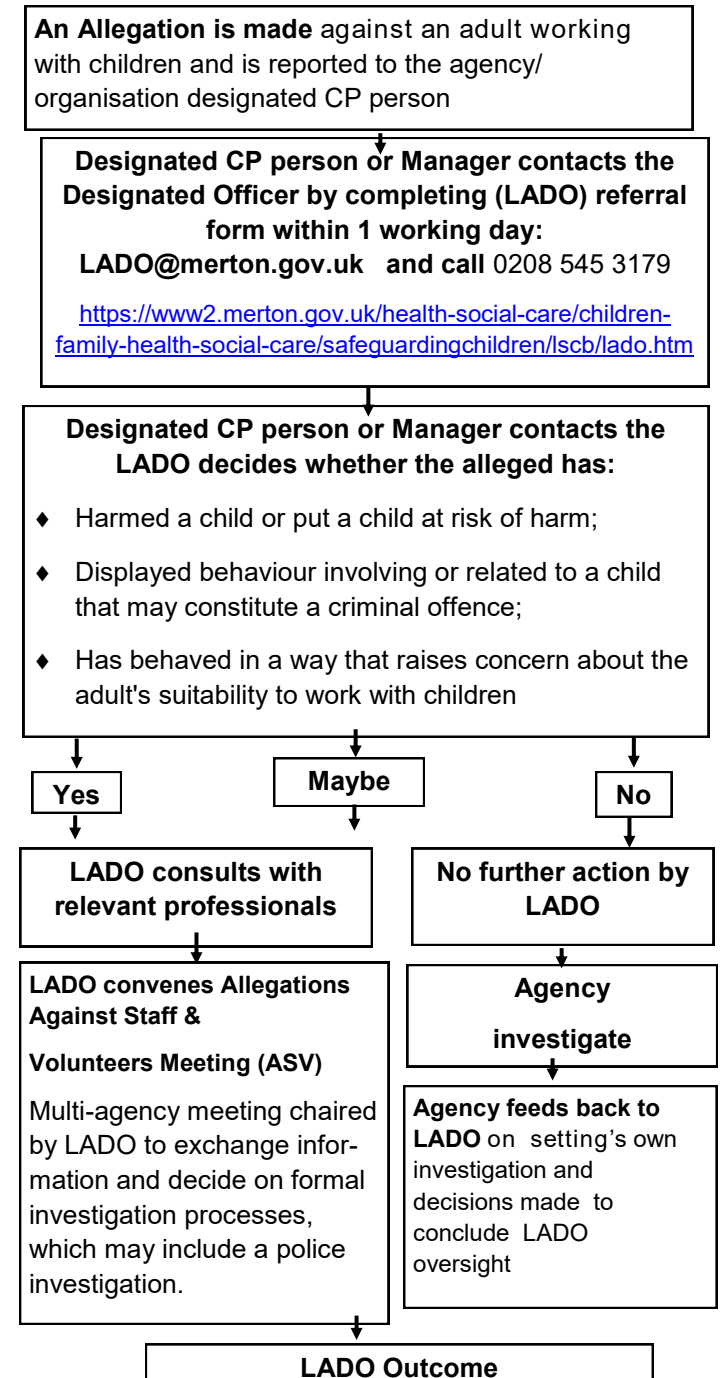 An Allegation is made against an adult working
with children and is reported to the agency/
organisation designated CP person
Designated CP person or Manager contacts the
Designated Officer by completing (LADO) referral
form within 1 working day:
LADO@merton.gov.uk and call 0208 545 3179
https://www2.merton.gov.uk/health-social-care/children-
family-health-social-care/safeguardingchildren/lscb/lado.htm
Designated CP person or Manager contacts the
LADO decides whether the alleged has:
♦ Harmed a child or put a child at risk of harm;
♦ Displayed behaviour involving or related to a child
that may constitute a criminal offence;
♦ Has behaved in a way that raises concern about the
adult's suitability to work with children
Yes
Maybe
No
LADO consults with
relevant professionals
No further action by
LADO
LADO convenes Allegations
Against Staff &
Volunteers Meeting (ASV)
Multi-agency meeting chaired
by LADO to exchange infor-
mation and decide on formal
investigation processes,
which may include a police
investigation.
Agency
investigate
Agency feeds back to
LADO on setting's own
investigation and
decisions made to
conclude LADO
oversight
LADO Outcome